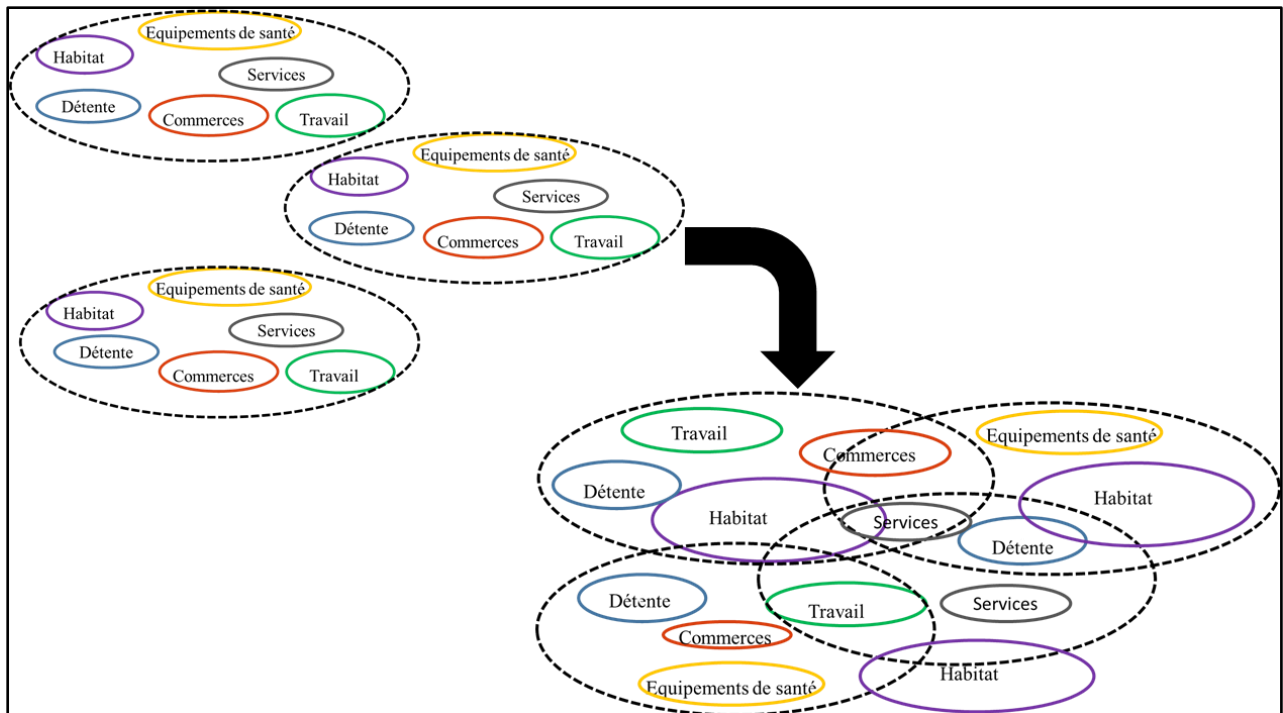 Equipements de santé
Habitat
Services
Détente
Commerces
Travail
Equipements de santé
Habitat
Services
Détente
Commerces
Travail
Equipements de santé
Habitat
Services
Détente
Commerces
Travail
Travail
Commerces
Equipements de santé
Détente
Habitat
Habitat
Services
Détente
Détente
Travail
Services
Commerces
Equipements de santé
Habitat